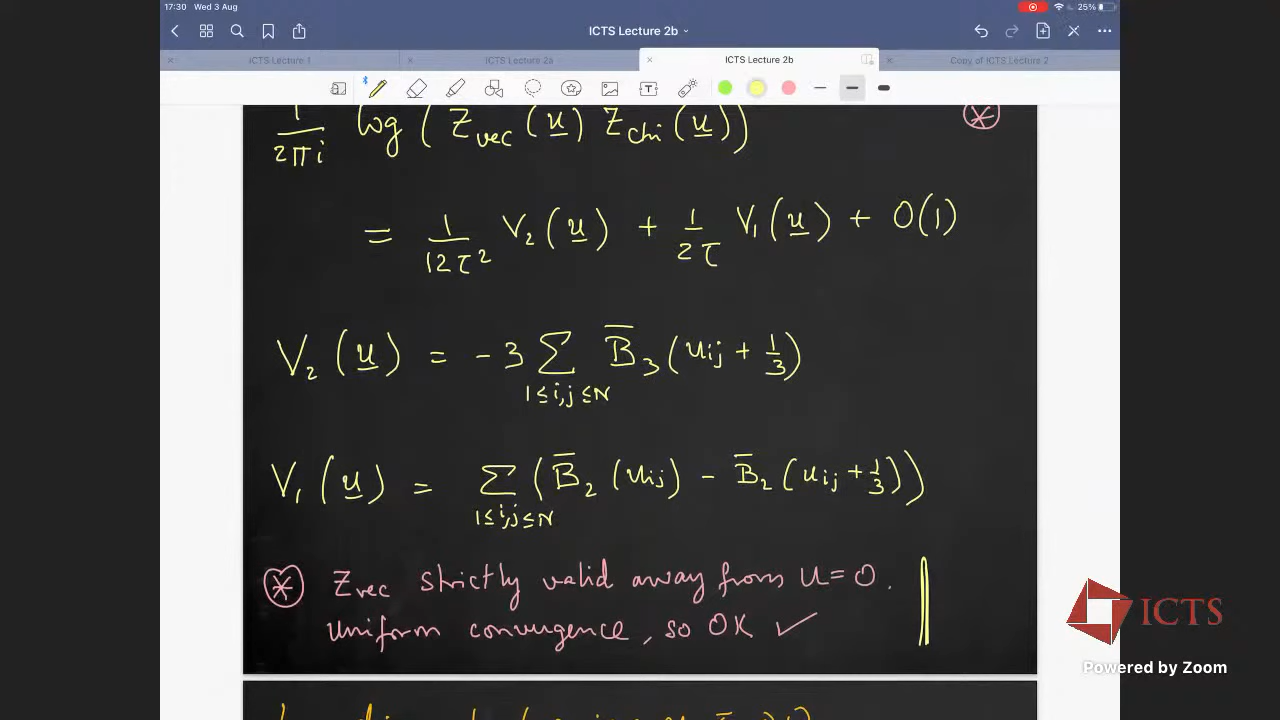 17:30 Wed 3 Aug
25%
ICTS Lecture 2b
ICTS Lecture 1
ICTS Lecture 2a
ICTS Lecture 2b
Copy of ICTS Lecture 2
1/2πi log ( Z_vec (u) Z_chi (u) )
= 1/12τ² V₂(u) + 1/2τ V₁(u) + O(1)
V₂(u) = - 3 ∑_{1≤i,j≤N} B̅₃ (u_ij + 1/3)
V₁(u) = ∑_{1≤i,j≤N} ( B̅₂ (u_ij) - B̅₂ (u_ij + 1/3) )
* Z_vec strictly valid away from u=0.
Uniform convergence, so OK ✓
ICTS
Powered by Zoom